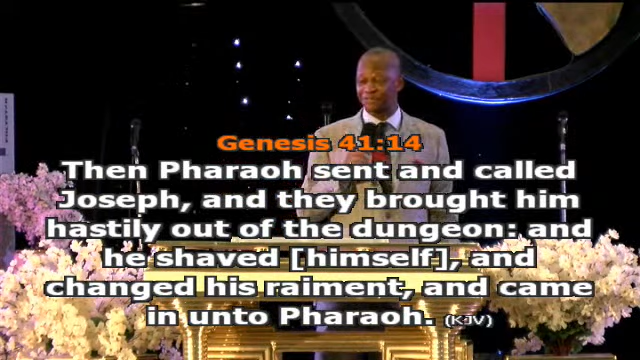 Genesis 41:14
Then Pharaoh sent and called
Joseph, and they brought him
hastily out of the dungeon: and
he shaved [himself], and
changed his raiment, and came
in unto Pharaoh. (KJV)